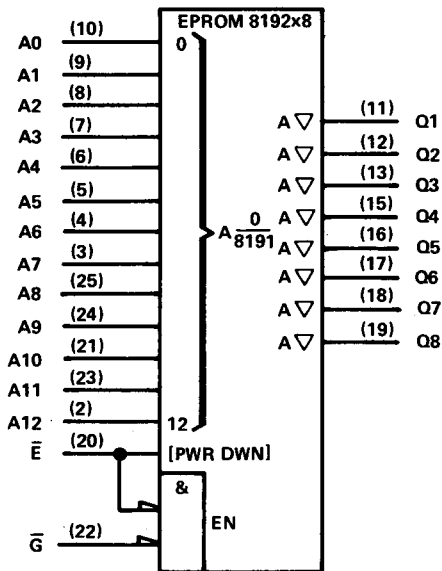 EPROM 8192x8
A0 (10) 0
A1 (9)
A2 (8)
A3 (7)
A4 (6)
A5 (5)
A6 (4)
A7 (3)
A8 (25)
A9 (24)
A10 (21)
A11 (23)
A12 (2) 12
A 0/8191
A ▽ (11) Q1
A ▽ (12) Q2
A ▽ (13) Q3
A ▽ (15) Q4
A ▽ (16) Q5
A ▽ (17) Q6
A ▽ (18) Q7
A ▽ (19) Q8
E̅ (20) [PWR DWN]
&
EN
G̅ (22)